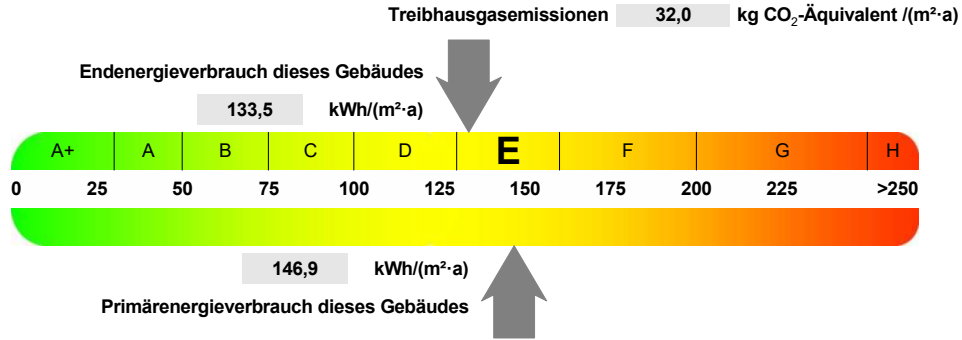 Treibhausgasemissionen 32,0 kg CO₂-Äquivalent /(m²·a)
Endenergieverbrauch dieses Gebäudes
133,5 kWh/(m²·a)
A+ A B C D E F G H
0 25 50 75 100 125 150 175 200 225 >250
146,9 kWh/(m²·a)
Primärenergieverbrauch dieses Gebäudes